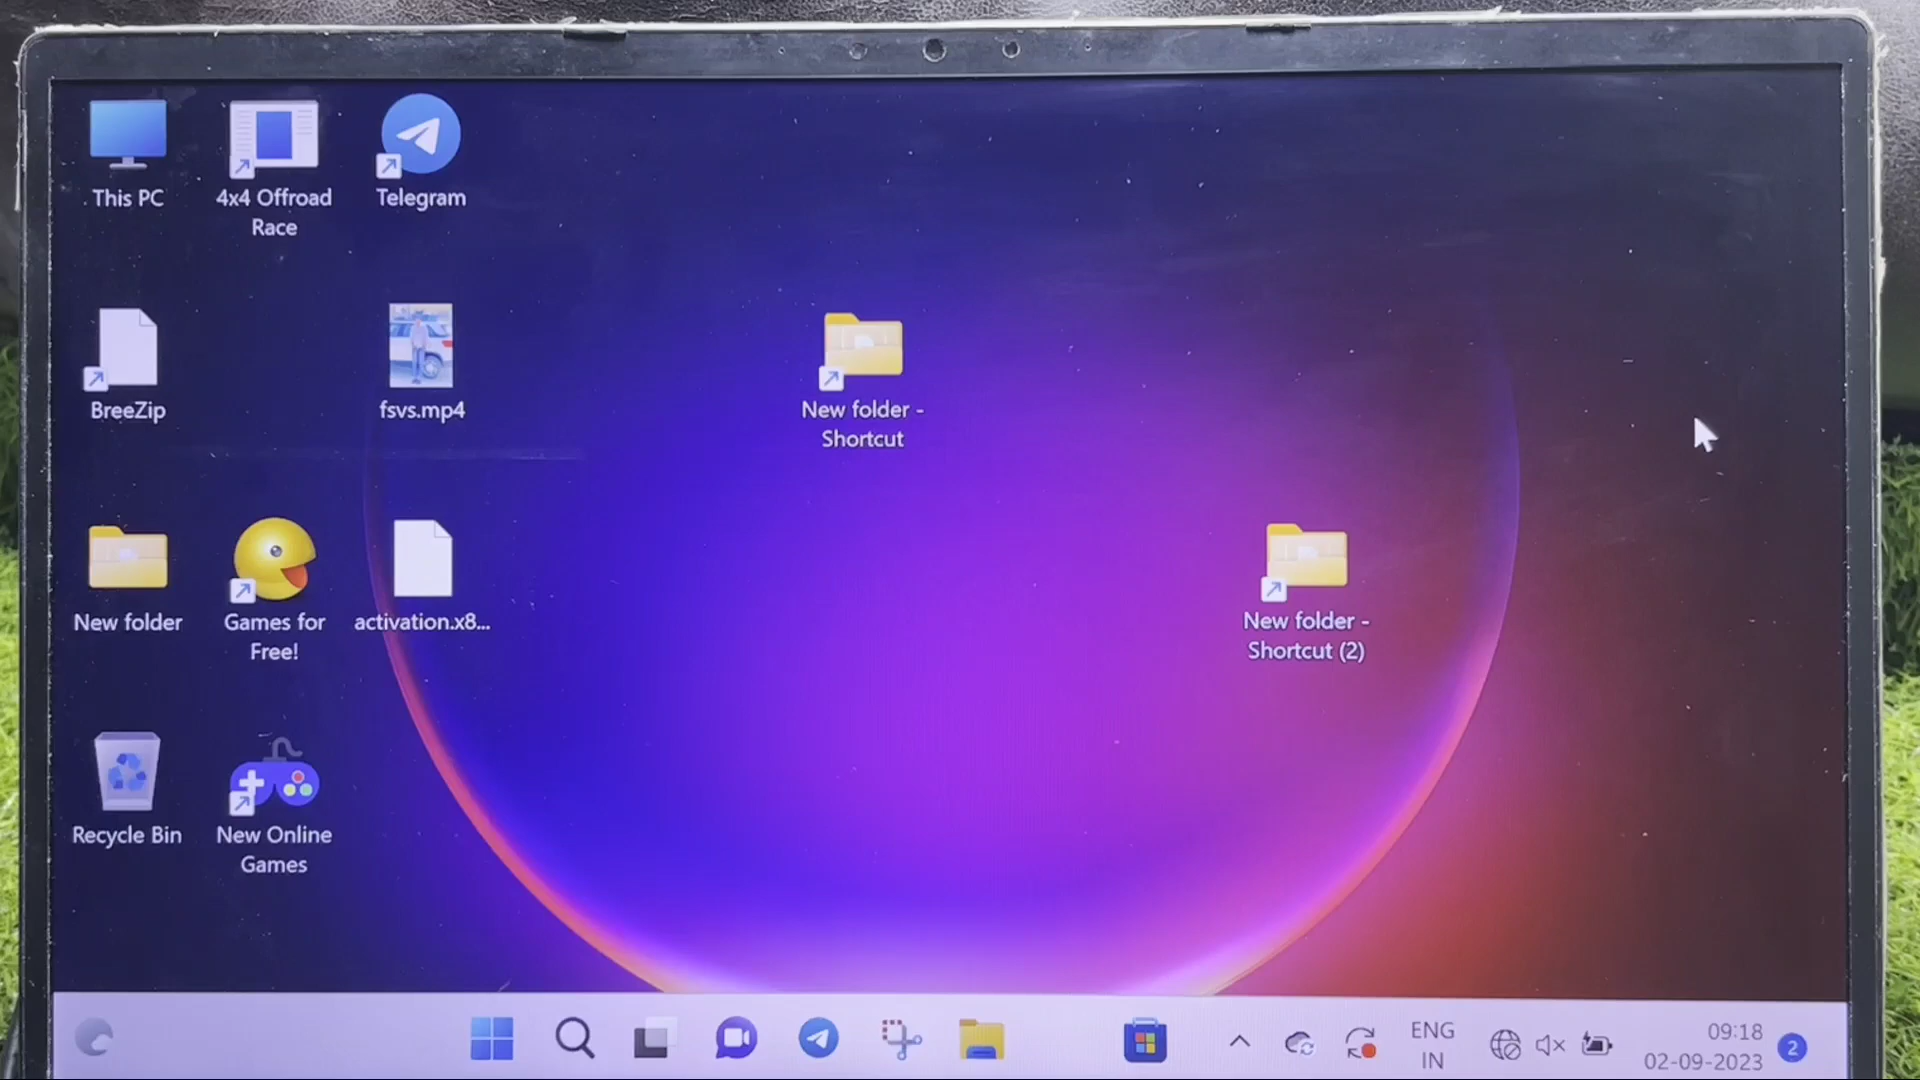 This PC
4x4 Offroad
Race
Telegram
BreeZip
fsvs.mp4
New folder -
Shortcut
New folder
Games for
Free!
activation.x8...
New folder -
Shortcut (2)
Recycle Bin
New Online
Games
ENG
IN
09:18
02-09-2023
2